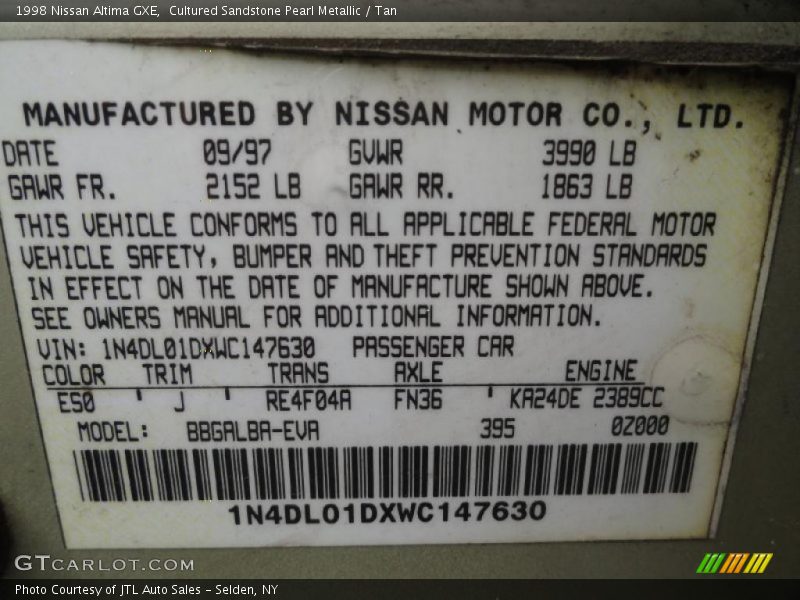 1998 Nissan Altima GXE, Cultured Sandstone Pearl Metallic / Tan
MANUFACTURED BY NISSAN MOTOR CO., LTD.
DATE 09/97 GVWR 3990 LB
GAWR FR. 2152 LB GAWR RR. 1863 LB
THIS VEHICLE CONFORMS TO ALL APPLICABLE FEDERAL MOTOR
VEHICLE SAFETY, BUMPER AND THEFT PREVENTION STANDARDS
IN EFFECT ON THE DATE OF MANUFACTURE SHOWN ABOVE.
SEE OWNERS MANUAL FOR ADDITIONAL INFORMATION.
VIN: 1N4DL01DXWC147630 PASSENGER CAR
COLOR TRIM TRANS AXLE ENGINE
ES0 ' J ' RE4F04A FN36 ' KA24DE 2389CC
MODEL: BBGALBA-EVA 395 0Z000
1N4DL01DXWC147630
GTCARLOT.COM
Photo Courtesy of JTL Auto Sales - Selden, NY